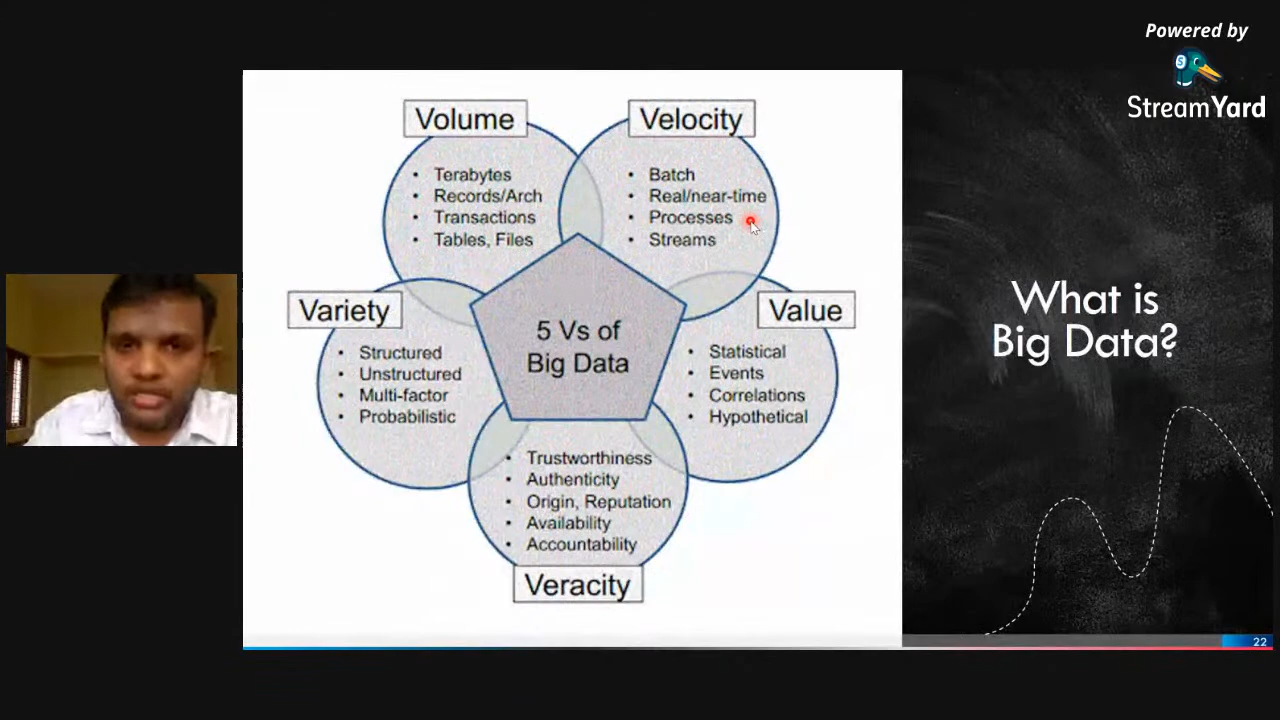 Powered by
StreamYard
Volume
Terabytes
Records/Arch
Transactions
Tables, Files
Velocity
Batch
Real/near-time
Processes
Streams
Variety
Structured
Unstructured
Multi-factor
Probabilistic
5 Vs of
Big Data
Value
Statistical
Events
Correlations
Hypothetical
Trustworthiness
Authenticity
Origin, Reputation
Availability
Accountability
Veracity
What is
Big Data?
22